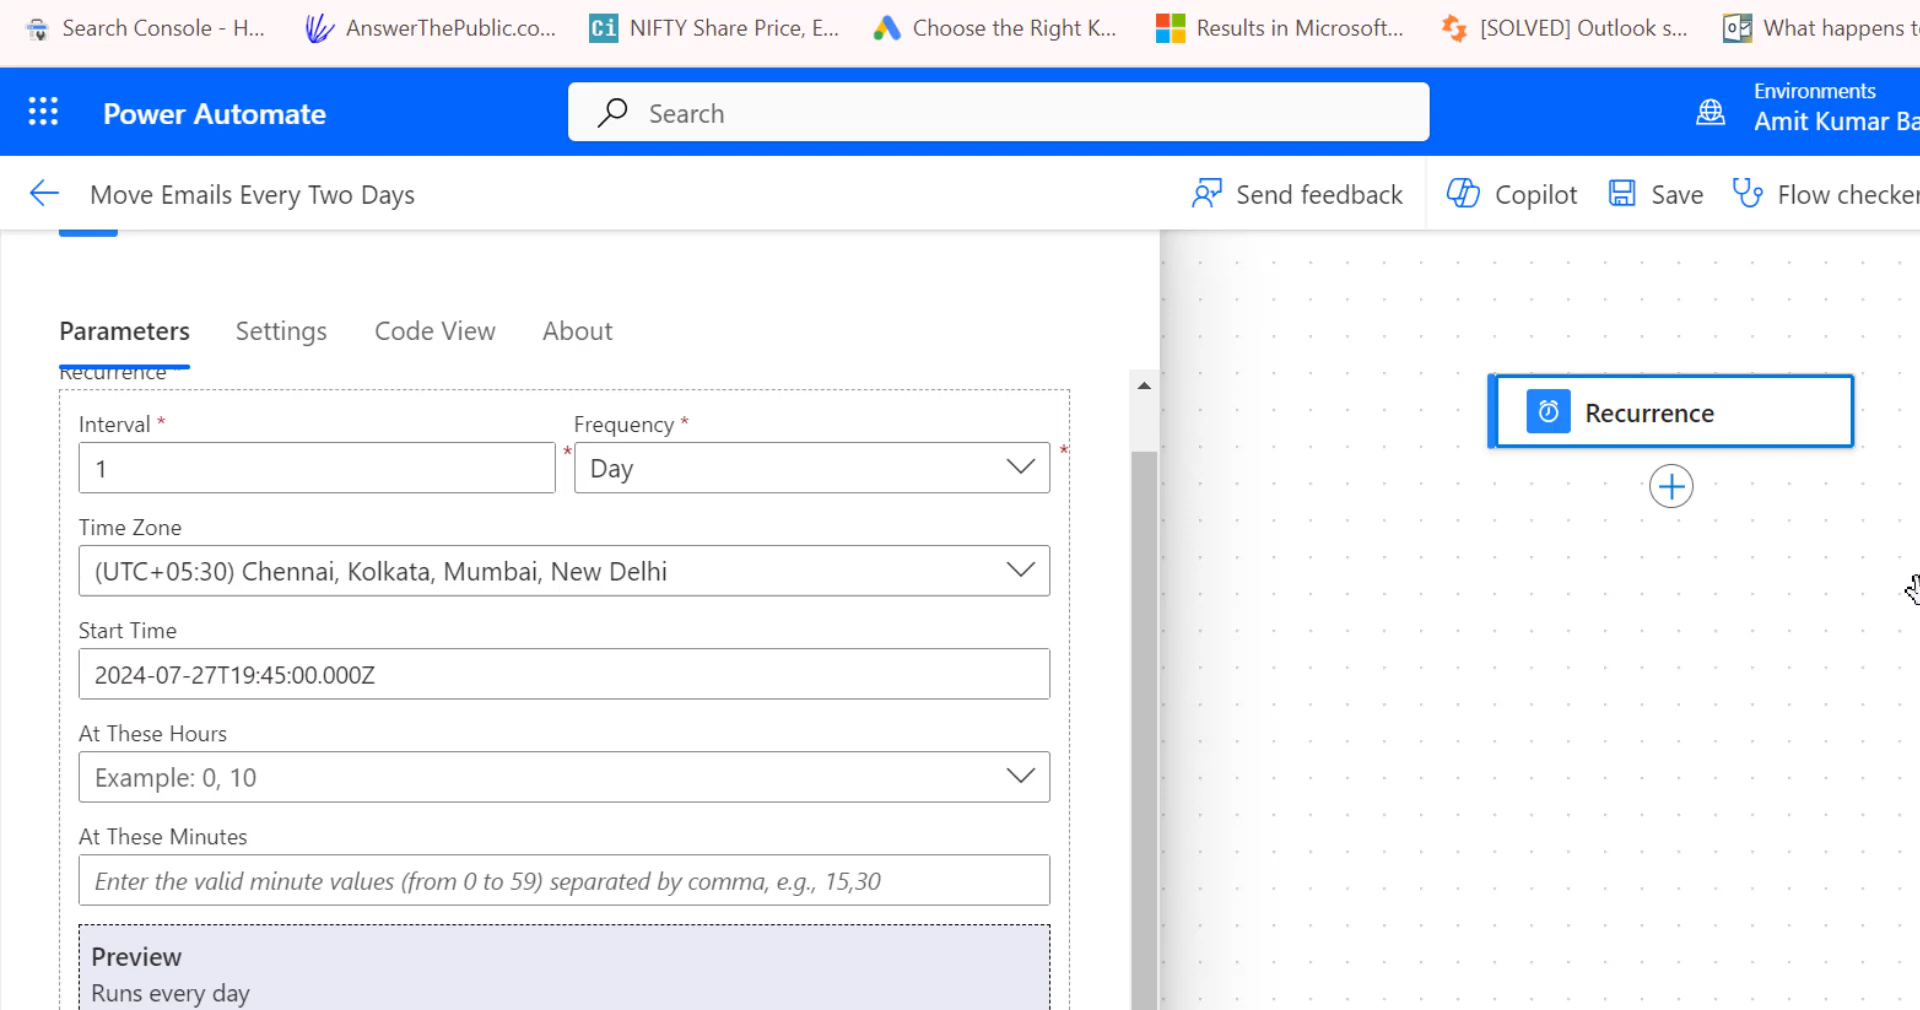 Search Console - H...
AnswerThePublic.co...
Ci
NIFTY Share Price, E...
Choose the Right K...
Results in Microsoft...
[SOLVED] Outlook s...
What happens t
Power Automate
Search
Environments
Amit Kumar Ba
Move Emails Every Two Days
Send feedback
Copilot
Save
Flow checker
Parameters
Settings
Code View
About
Recurrence
Interval *
Frequency *
1
*
Day
*
Time Zone
(UTC+05:30) Chennai, Kolkata, Mumbai, New Delhi
Start Time
2024-07-27T19:45:00.000Z
At These Hours
Example: 0, 10
At These Minutes
Enter the valid minute values (from 0 to 59) separated by comma, e.g., 15,30
Preview
Runs every day
Recurrence